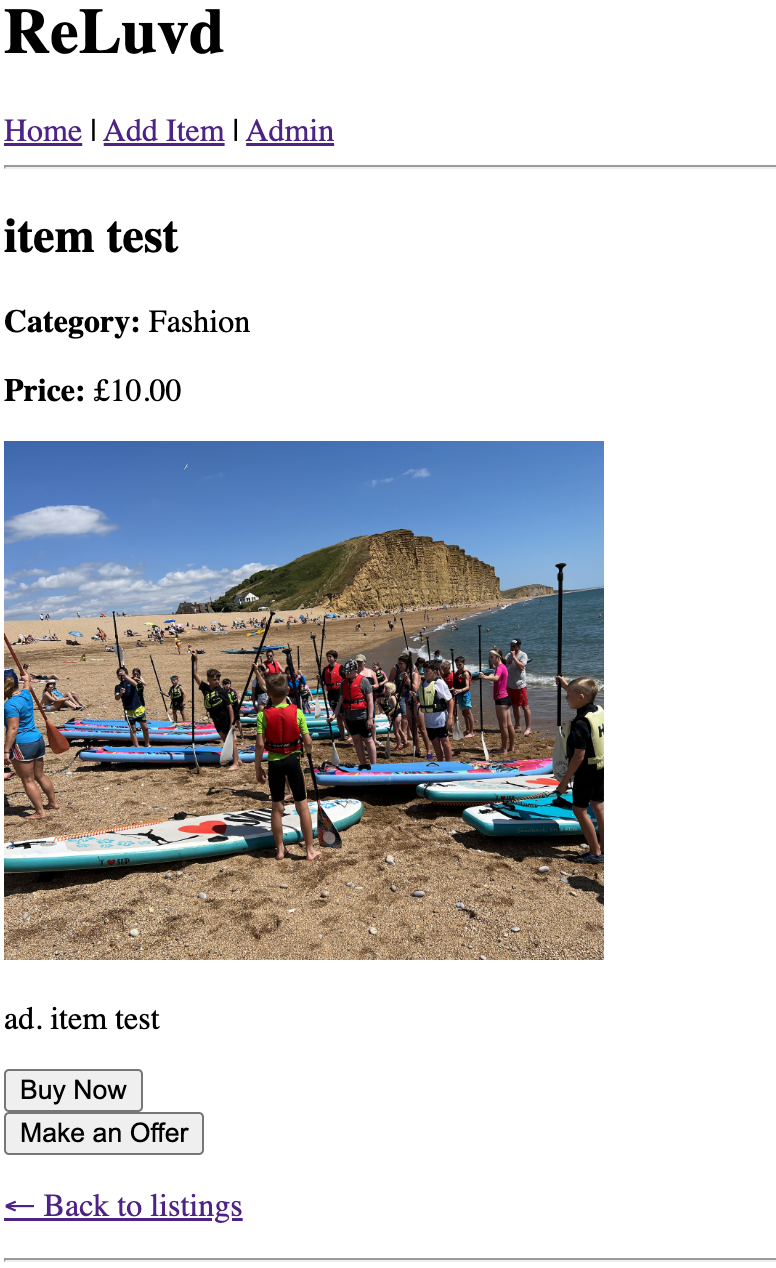 ReLuvd
Home | Add Item | Admin
item test
Category: Fashion
Price: £10.00
I ❤ SUP
ad. item test
Buy Now
Make an Offer
← Back to listings